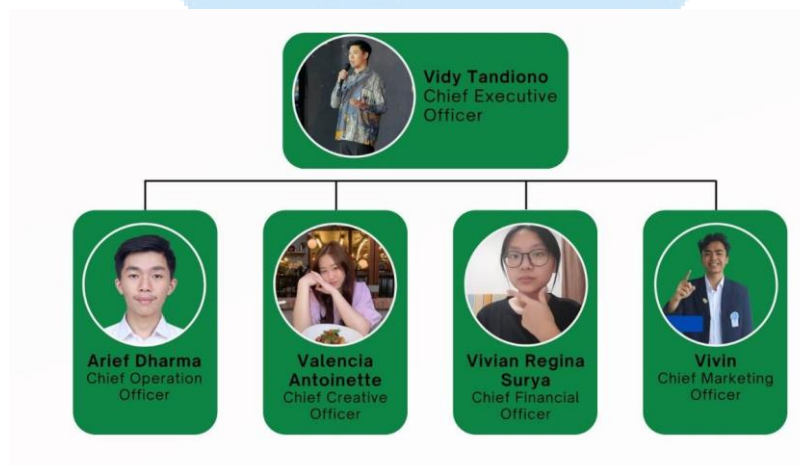 Vidy Tandiono
Chief Executive
Officer
Arief Dharma
Chief Operation
Officer
Valencia
Antoinette
Chief Creative
Officer
Vivian Regina
Surya
Chief Financial
Officer
Vivin
Chief Marketing
Officer